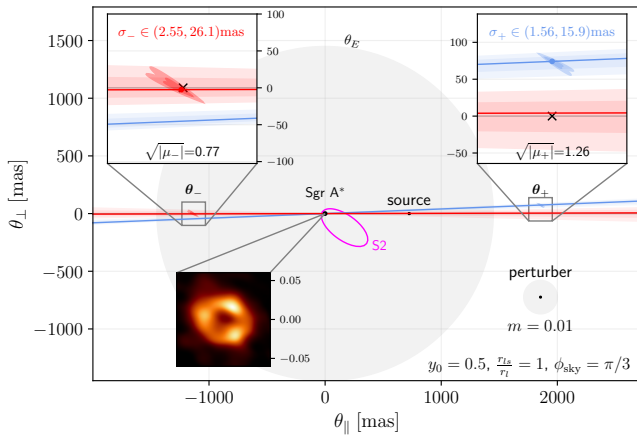 σ₋ ∈ (2.55, 26.1)mas
100
50
0
−50
−100
√|μ₋|=0.77
θ_E
σ₊ ∈ (1.56, 15.9)mas
100
50
0
−50
√|μ₊|=1.26
1500
1000
500
0
−500
−1000
θ⊥ [mas]
θ₋
Sgr A*
source
θ₊
S2
0.05
0.00
−0.05
perturber
m = 0.01
y₀ = 0.5, r_ls/r_l = 1, ϕ_sky = π/3
−1000
0
1000
2000
θ∥ [mas]